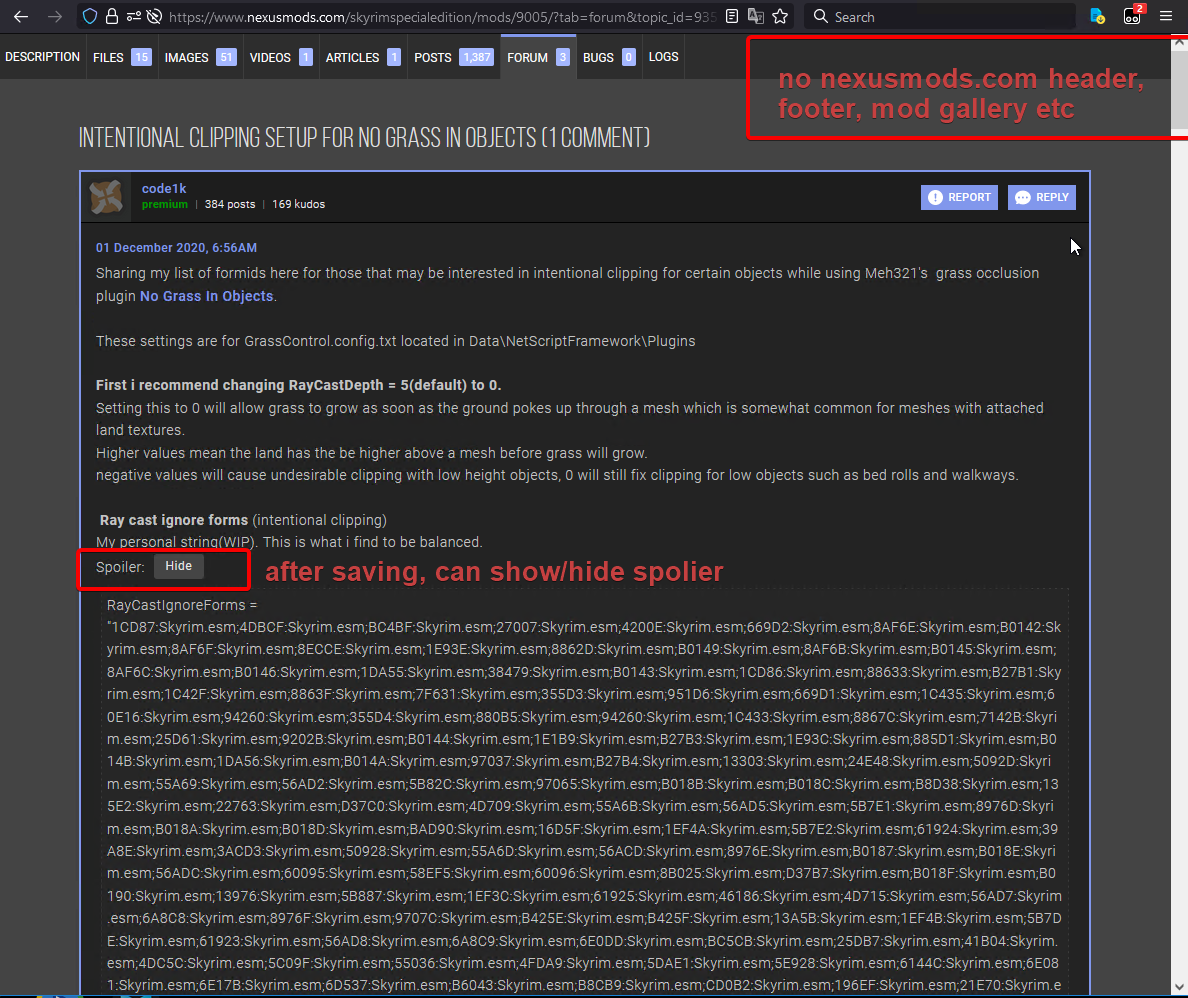 https://www.nexusmods.com/skyrimspecialedition/mods/9005/?tab=forum&topic_id=935
Search
2
DESCRIPTION FILES 15 IMAGES 51 VIDEOS 1 ARTICLES 1 POSTS 1,387 FORUM 3 BUGS 0 LOGS
no nexusmods.com header,
footer, mod gallery etc
INTENTIONAL CLIPPING SETUP FOR NO GRASS IN OBJECTS (1 COMMENT)
code1k
premium | 384 posts | 169 kudos
REPORT REPLY
01 December 2020, 6:56AM
Sharing my list of formids here for those that may be interested in intentional clipping for certain objects while using Meh321's grass occlusion
plugin No Grass In Objects.
These settings are for GrassControl.config.txt located in Data\NetScriptFramework\Plugins
First i recommend changing RayCastDepth = 5(default) to 0.
Setting this to 0 will allow grass to grow as soon as the ground pokes up through a mesh which is somewhat common for meshes with attached
land textures.
Higher values mean the land has the be higher above a mesh before grass will grow.
negative values will cause undesirable clipping with low height objects, 0 will still fix clipping for low objects such as bed rolls and walkways.
Ray cast ignore forms (intentional clipping)
My personal string(WIP). This is what i find to be balanced.
Spoiler: Hide
after saving, can show/hide spolier
RayCastIgnoreForms =
"1CD87:Skyrim.esm;4DBCF:Skyrim.esm;BC4BF:Skyrim.esm;27007:Skyrim.esm;4200E:Skyrim.esm;669D2:Skyrim.esm;8AF6E:Skyrim.esm;B0142:Sk
yrim.esm;8AF6F:Skyrim.esm;8ECCE:Skyrim.esm;1E93E:Skyrim.esm;8862D:Skyrim.esm;B0149:Skyrim.esm;8AF6B:Skyrim.esm;B0145:Skyrim.esm;
8AF6C:Skyrim.esm;B0146:Skyrim.esm;1DA55:Skyrim.esm;38479:Skyrim.esm;B0143:Skyrim.esm;1CD86:Skyrim.esm;88633:Skyrim.esm;B27B1:Sky
rim.esm;1C42F:Skyrim.esm;8863F:Skyrim.esm;7F631:Skyrim.esm;355D3:Skyrim.esm;951D6:Skyrim.esm;669D1:Skyrim.esm;1C435:Skyrim.esm;6
0E16:Skyrim.esm;94260:Skyrim.esm;355D4:Skyrim.esm;880B5:Skyrim.esm;94260:Skyrim.esm;1C433:Skyrim.esm;8867C:Skyrim.esm;7142B:Skyri
m.esm;25D61:Skyrim.esm;9202B:Skyrim.esm;B0144:Skyrim.esm;1E1B9:Skyrim.esm;B27B3:Skyrim.esm;1E93C:Skyrim.esm;885D1:Skyrim.esm;B0
14B:Skyrim.esm;1DA56:Skyrim.esm;B014A:Skyrim.esm;97037:Skyrim.esm;B27B4:Skyrim.esm;13303:Skyrim.esm;24E48:Skyrim.esm;5092D:Skyri
m.esm;55A69:Skyrim.esm;56AD2:Skyrim.esm;5B82C:Skyrim.esm;97065:Skyrim.esm;B018B:Skyrim.esm;B018C:Skyrim.esm;B8D38:Skyrim.esm;13
5E2:Skyrim.esm;22763:Skyrim.esm;D37C0:Skyrim.esm;4D709:Skyrim.esm;55A6B:Skyrim.esm;56AD5:Skyrim.esm;5B7E1:Skyrim.esm;8976D:Skyri
m.esm;B018A:Skyrim.esm;B018D:Skyrim.esm;BAD90:Skyrim.esm;16D5F:Skyrim.esm;1EF4A:Skyrim.esm;5B7E2:Skyrim.esm;61924:Skyrim.esm;39
A8E:Skyrim.esm;3ACD3:Skyrim.esm;50928:Skyrim.esm;55A6D:Skyrim.esm;56ACD:Skyrim.esm;8976E:Skyrim.esm;B0187:Skyrim.esm;B018E:Skyri
m.esm;56ADC:Skyrim.esm;60095:Skyrim.esm;58EF5:Skyrim.esm;60096:Skyrim.esm;8B025:Skyrim.esm;D37B7:Skyrim.esm;B018F:Skyrim.esm;B0
190:Skyrim.esm;13976:Skyrim.esm;5B887:Skyrim.esm;1EF3C:Skyrim.esm;61925:Skyrim.esm;46186:Skyrim.esm;4D715:Skyrim.esm;56AD7:Skyrim
.esm;6A8C8:Skyrim.esm;8976F:Skyrim.esm;9707C:Skyrim.esm;B425E:Skyrim.esm;B425F:Skyrim.esm;13A5B:Skyrim.esm;1EF4B:Skyrim.esm;5B7D
E:Skyrim.esm;61923:Skyrim.esm;56AD8:Skyrim.esm;6A8C9:Skyrim.esm;6E0DD:Skyrim.esm;BC5CB:Skyrim.esm;25DB7:Skyrim.esm;41B04:Skyrim.
esm;4DC5C:Skyrim.esm;5C09F:Skyrim.esm;55036:Skyrim.esm;4FDA9:Skyrim.esm;5DAE1:Skyrim.esm;5E928:Skyrim.esm;6144C:Skyrim.esm;6E08
1:Skyrim.esm;6E17B:Skyrim.esm;6D537:Skyrim.esm;B6043:Skyrim.esm;B8CB9:Skyrim.esm;CD0B2:Skyrim.esm;196EF:Skyrim.esm;21E70:Skyrim.e